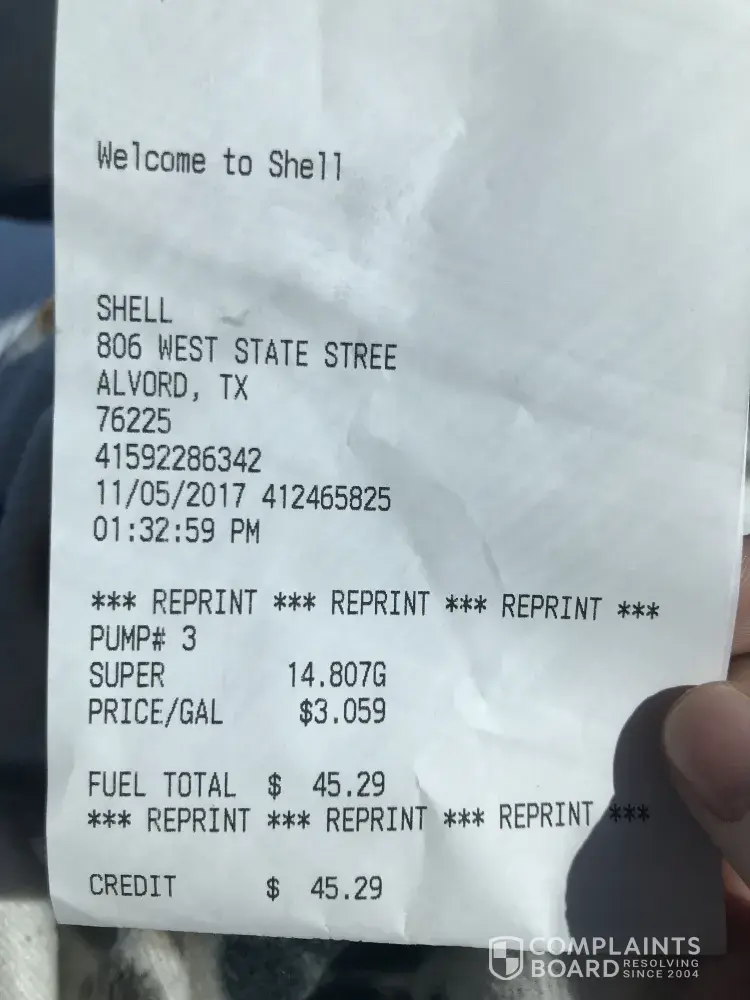 Welcome to Shell
SHELL
806 WEST STATE STREE
ALVORD, TX
76225
41592286342
11/05/2017 412465825
01:32:59 PM
*** REPRINT *** REPRINT *** REPRINT ***
PUMP# 3
SUPER 14.807G
PRICE/GAL $3.059
FUEL TOTAL $ 45.29
*** REPRINT *** REPRINT *** REPRINT ***
CREDIT $ 45.29
COMPLAINTS
BOARD RESOLVING
SINCE 2004